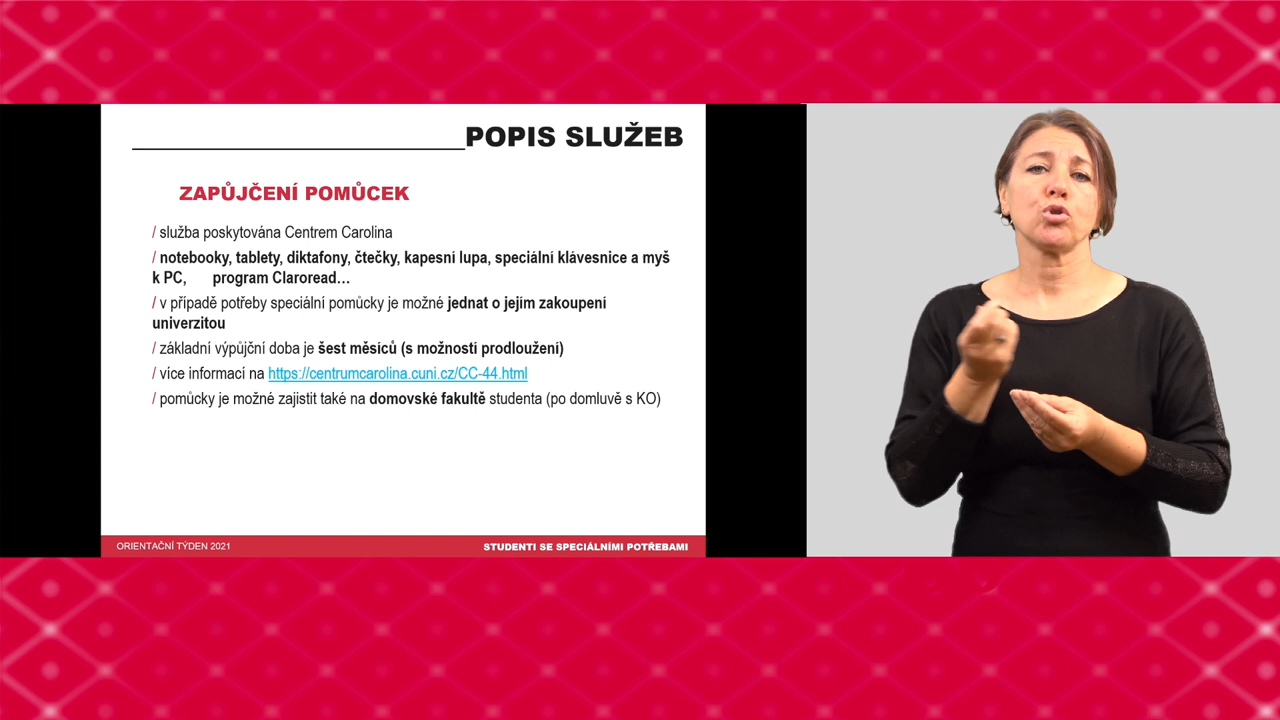 POPIS SLUŽEB
ZAPŮJČENÍ POMŮCEK
/ služba poskytována Centrem Carolina
/ notebooky, tablety, diktafony, čtečky, kapesní lupa, speciální klávesnice a myš
k PC, program Claroread…
/ v případě potřeby speciální pomůcky je možné jednat o jejím zakoupení
univerzitou
/ základní výpůjční doba je šest měsíců (s možností prodloužení)
/ více informací na https://centrumcarolina.cuni.cz/CC-44.html
/ pomůcky je možné zajistit také na domovské fakultě studenta (po domluvě s KO)
ORIENTAČNÍ TÝDEN 2021
STUDENTI SE SPECIÁLNÍMI POTŘEBAMI